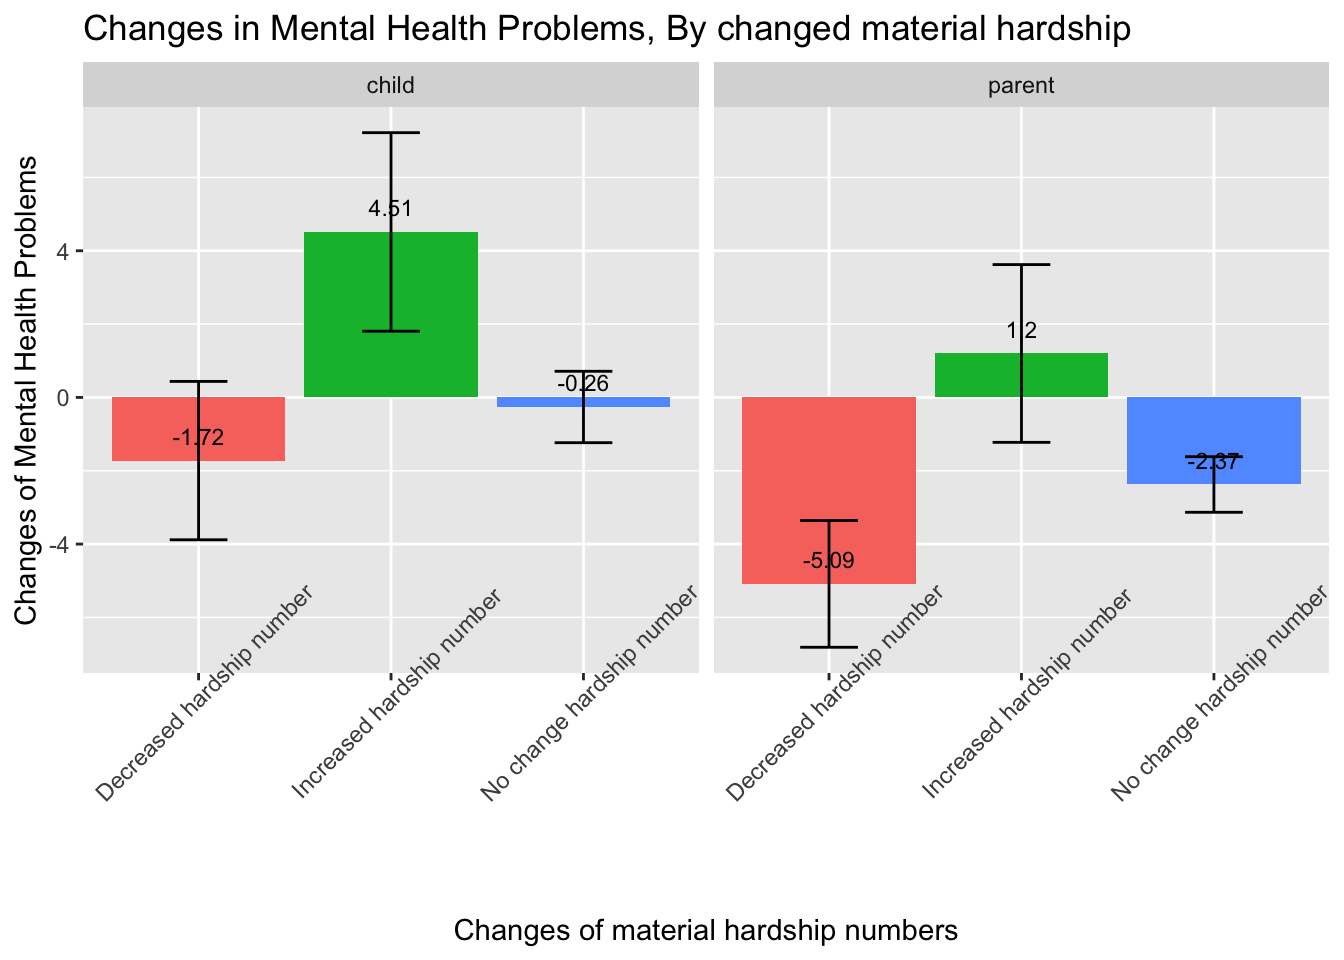 Changes in Mental Health Problems, By changed material hardship
child
parent
Changes of Mental Health Problems
4
0
-4
4.51
-1.72
-0.26
1.2
-5.09
-2.37
Decreased hardship number
Increased hardship number
No change hardship number
Decreased hardship number
Increased hardship number
No change hardship number
Changes of material hardship numbers